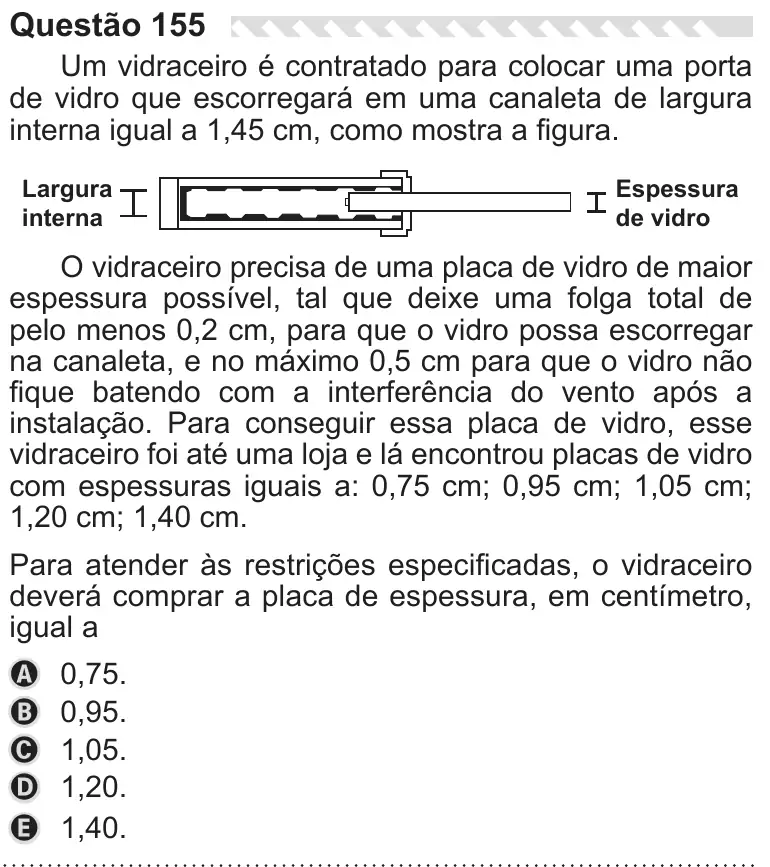 Questão 155
Um vidraceiro é contratado para colocar uma porta
de vidro que escorregará em uma canaleta de largura
interna igual a 1,45 cm, como mostra a figura.
Largura
interna
Espessura
de vidro
O vidraceiro precisa de uma placa de vidro de maior
espessura possível, tal que deixe uma folga total de
pelo menos 0,2 cm, para que o vidro possa escorregar
na canaleta, e no máximo 0,5 cm para que o vidro não
fique batendo com a interferência do vento após a
instalação. Para conseguir essa placa de vidro, esse
vidraceiro foi até uma loja e lá encontrou placas de vidro
com espessuras iguais a: 0,75 cm; 0,95 cm; 1,05 cm;
1,20 cm; 1,40 cm.
Para atender às restrições especificadas, o vidraceiro
deverá comprar a placa de espessura, em centímetro,
igual a
A 0,75.
B 0,95.
C 1,05.
D 1,20.
E 1,40.